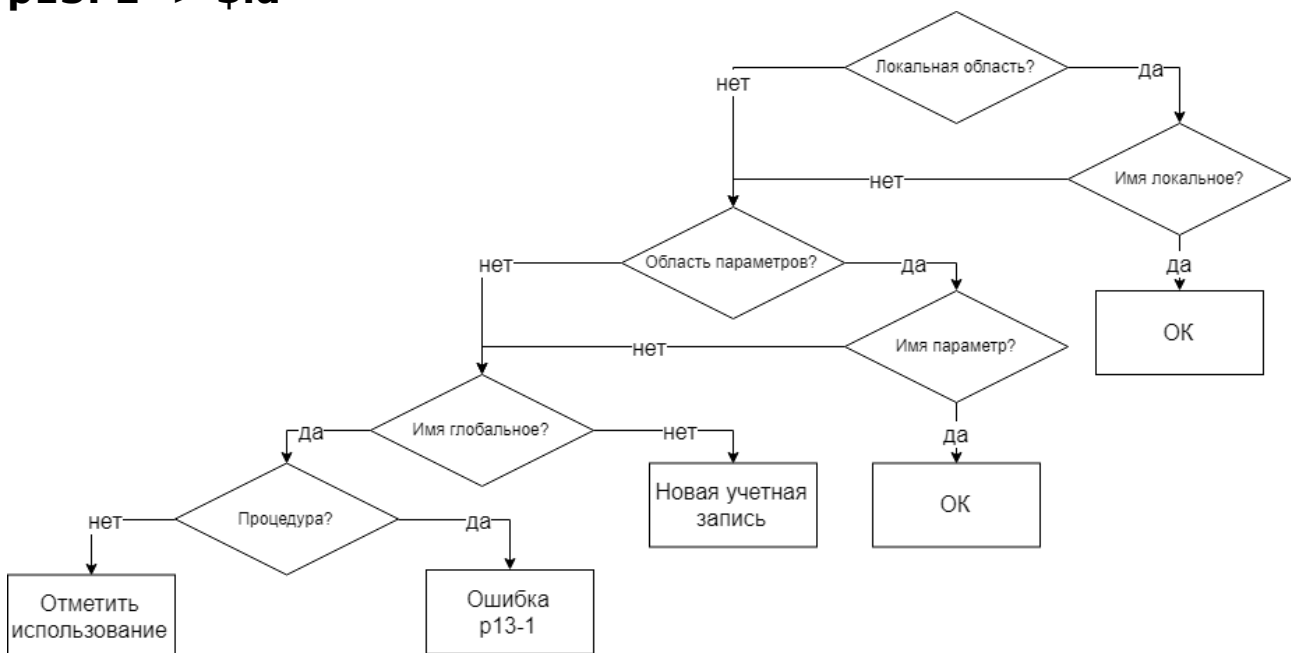 Локальная область?
нет
да
нет
Имя локальное?
Область параметров?
нет
да
да
ОК
нет
Имя параметр?
Имя глобальное?
да
нет
да
Новая учетная
запись
ОК
Процедура?
нет
да
Отметить
использование
Ошибка
р13-1